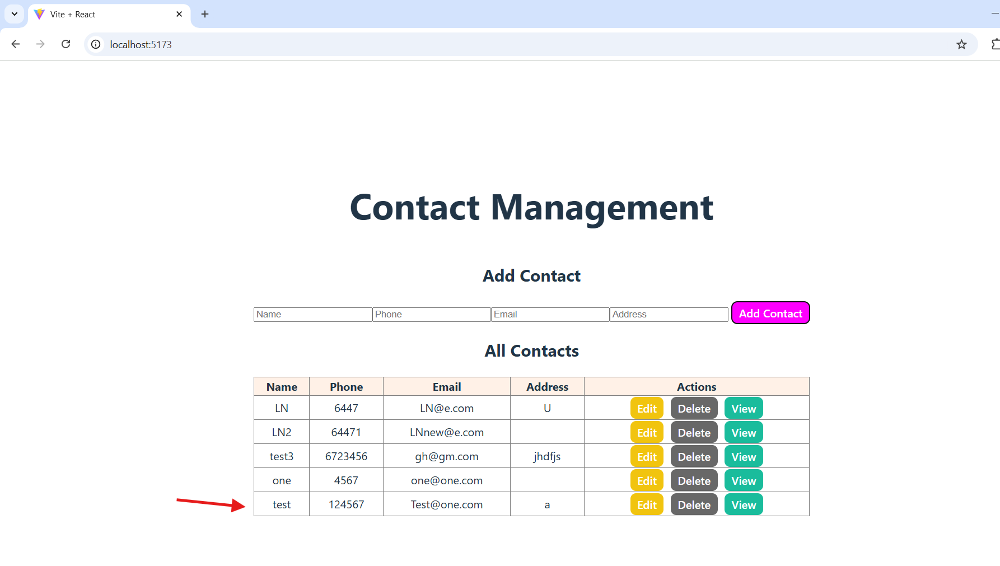 Vite + React
localhost:5173
Contact Management
Add Contact
Name Phone Email Address Add Contact
All Contacts
Name Phone Email Address Actions
LN 6447 LN@e.com U Edit Delete View
LN2 64471 LNnew@e.com Edit Delete View
test3 6723456 gh@gm.com jhdfjs Edit Delete View
one 4567 one@one.com Edit Delete View
test 124567 Test@one.com a Edit Delete View